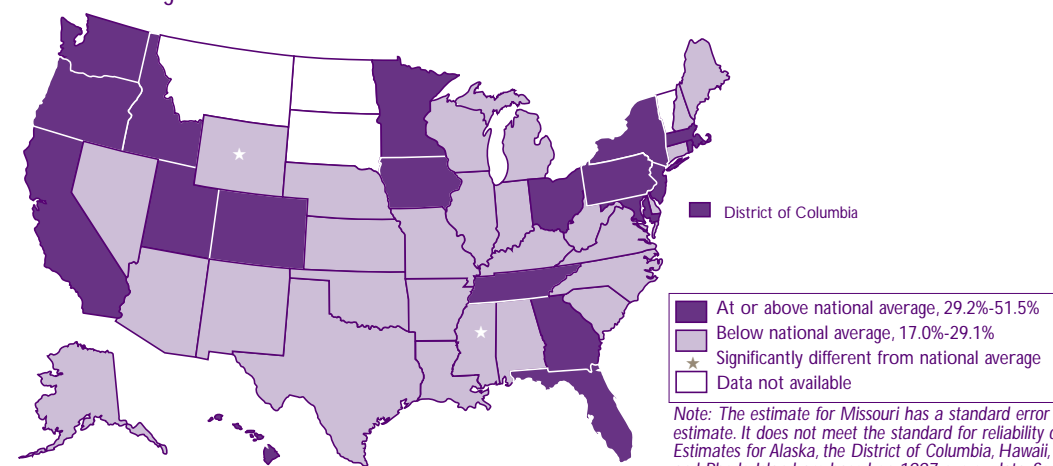 District of Columbia
At or above national average, 29.2%-51.5%
Below national average, 17.0%-29.1%
Significantly different from national average
Data not available
Note: The estimate for Missouri has a standard error
estimate. It does not meet the standard for reliability
Estimates for Alaska, the District of Columbia, Hawaii,